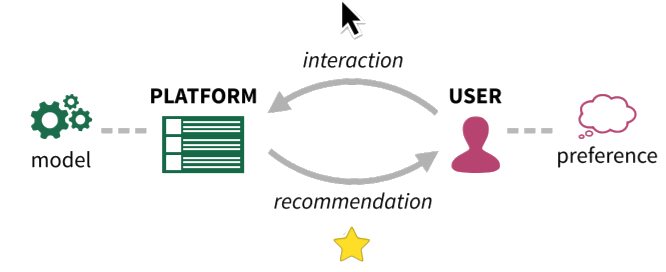 interaction
PLATFORM
USER
model
preference
recommendation